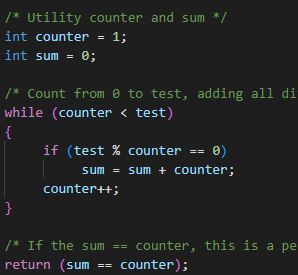 /* Utility counter and sum */
int counter = 1;
int sum = 0;
/* Count from 0 to test, adding all di
while (counter < test)
{
if (test % counter == 0)
sum = sum + counter;
counter++;
}
/* If the sum == counter, this is a pe
return (sum == counter);